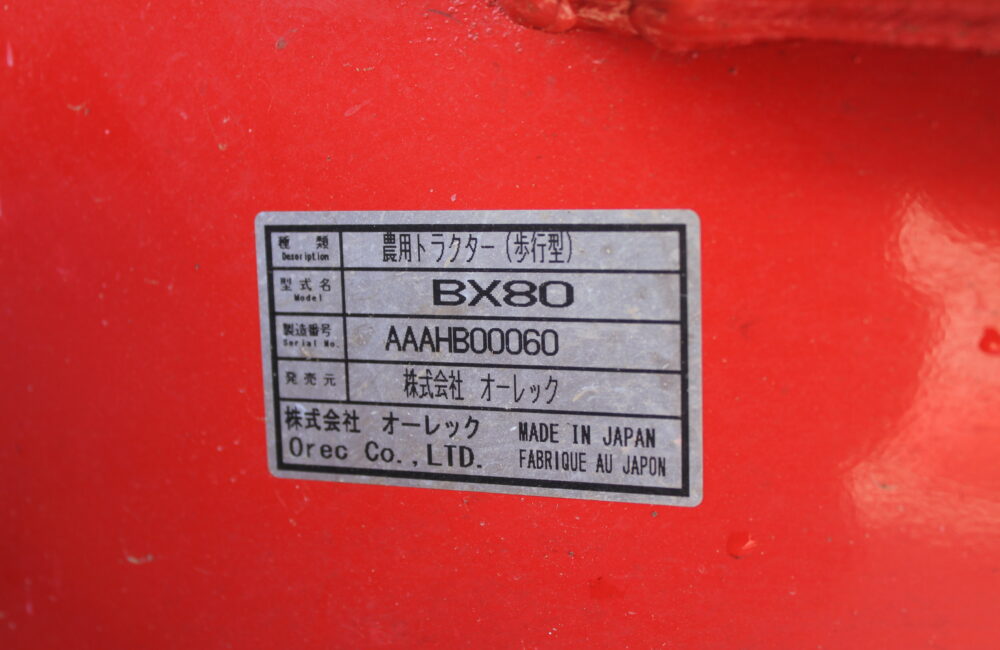 種類 農用トラクター(歩行型)
Description
型式名 BX80
Model
製造番号 AAAHB00060
Serial No.
発売元 株式会社 オーレック
株式会社 オーレック MADE IN JAPAN
Orec Co.,LTD. FABRIQUE AU JAPON